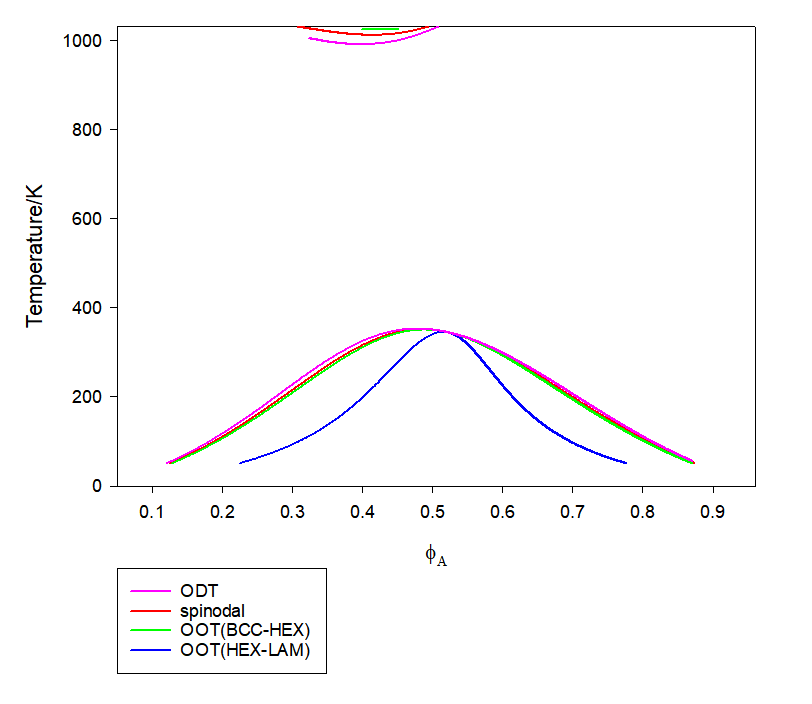 1000
800
600
400
200
0
Temperature/K
0.1 0.2 0.3 0.4 0.5 0.6 0.7 0.8 0.9
ϕA
ODT
spinodal
OOT(BCC-HEX)
OOT(HEX-LAM)